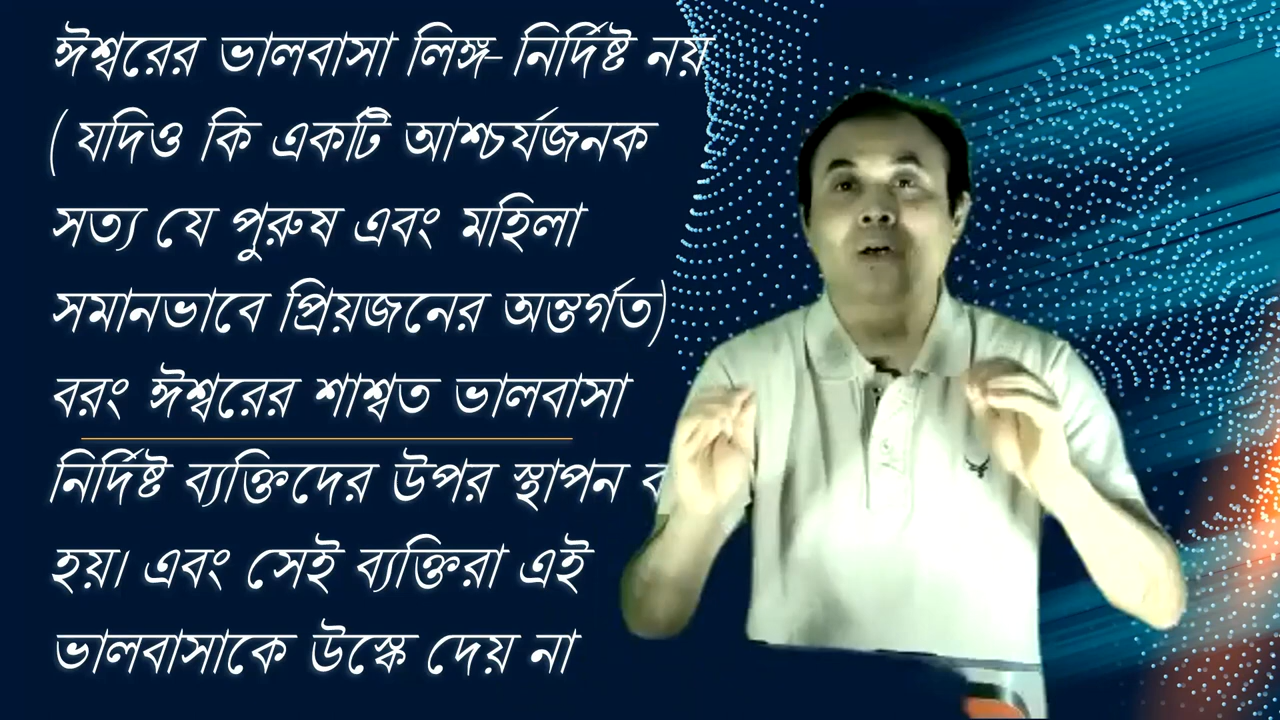 ঈশ্বরের ভালবাসা লিঙ্গ- নির্দিষ্ট নয়
( যদিও কি একটি আশ্চর্যজনক
সত্য যে পুরুষ এবং মহিলা
সমানভাবে প্রিয়জনের অন্তর্গত)
বরং ঈশ্বরের শাশ্বত ভালবাসা
নির্দিষ্ট ব্যক্তিদের উপর স্থাপন
হয়। এবং সেই ব্যক্তিরা এই
ভালবাসাকে উস্কে দেয় না